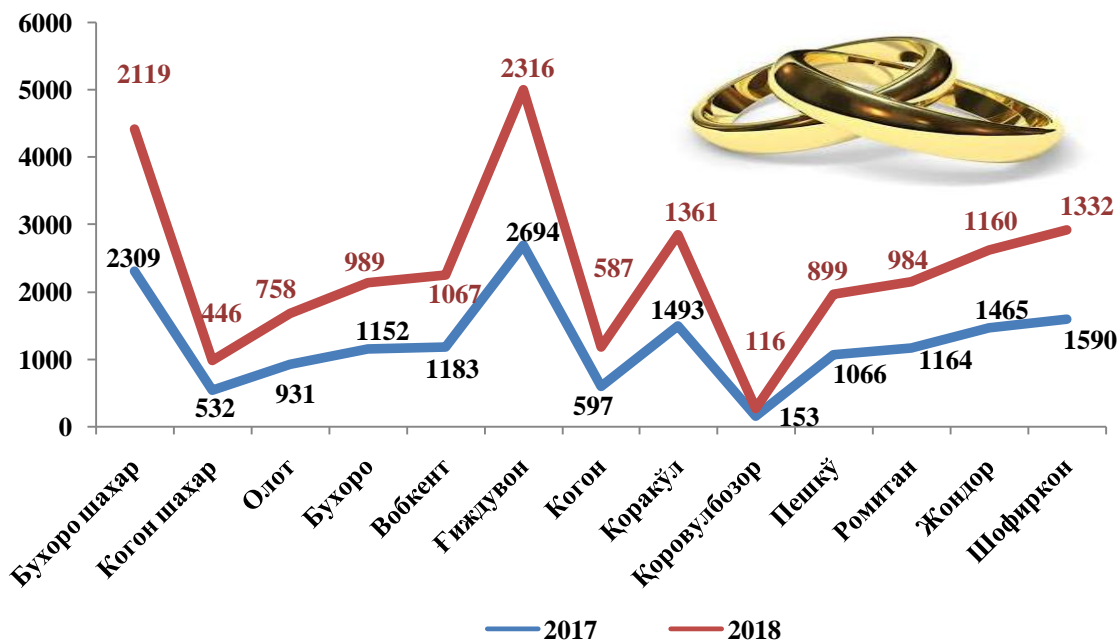 6000
5000
4000
3000
2000
1000
0
2119
2316
2309
446
758
989
1067
2694
587
1361
116
899
984
1160
1332
532
931
1152
1183
597
1493
153
1066
1164
1465
1590
Бухоро шахар
Когон шахар
Олот
Бухоро
Вобкент
Ғиждувон
Когон
Қоракўл
Қоровулбозор
Пешкў
Ромитан
Жондор
Шофиркон
2017
2018